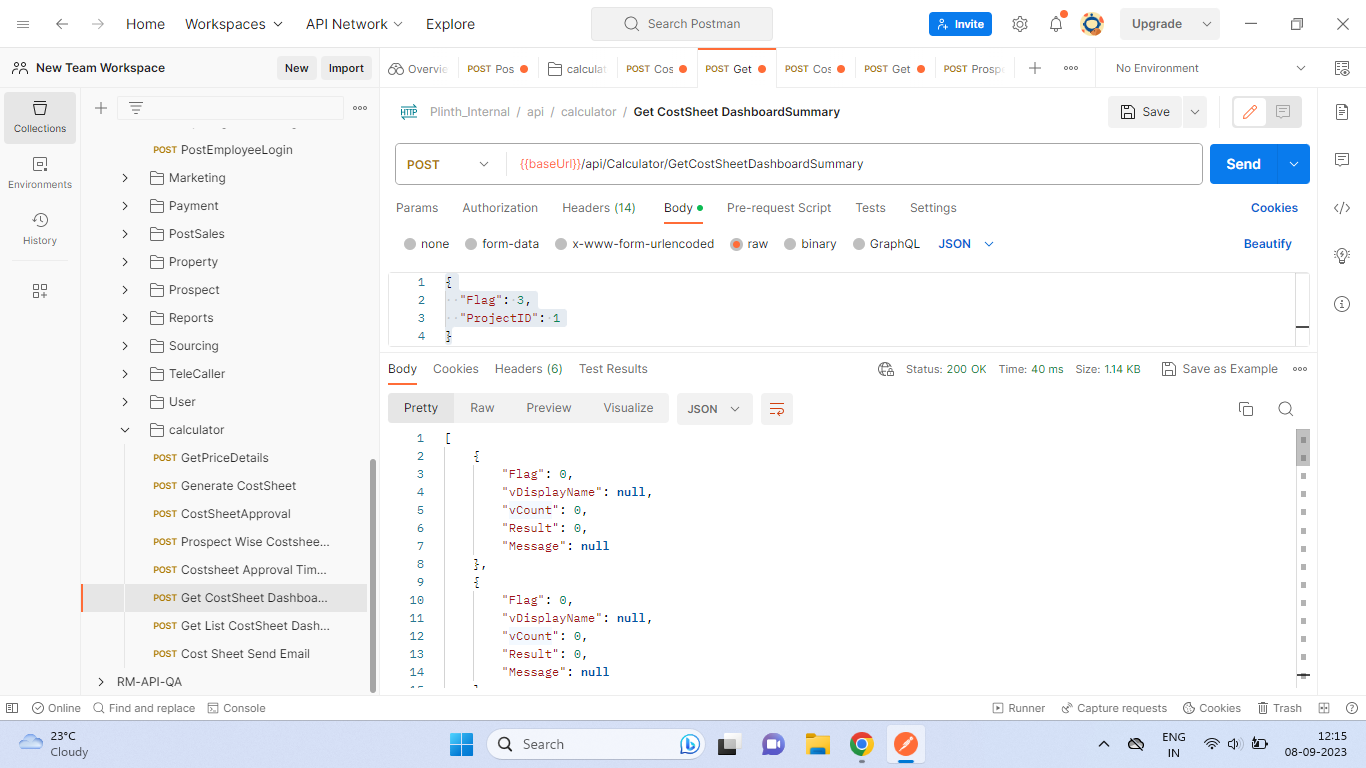 Home Workspaces API Network Explore Search Postman Invite Upgrade
New Team Workspace New Import Overvie POST Pos calculat POST Cos POST Get POST Cos POST Get POST Prosp No Environment
Collections
Environments
History
PostEmployeeLogin
POST PostEmployeeLogin
Marketing
Payment
PostSales
Property
Prospect
Reports
Sourcing
TeleCaller
User
calculator
POST GetPriceDetails
POST Generate CostSheet
POST CostSheetApproval
POST Prospect Wise Costshee...
POST Costsheet Approval Tim...
POST Get CostSheet Dashboa...
POST Get List CostSheet Dash...
POST Cost Sheet Send Email
RM-API-QA
HTTP Plinth_Internal / api / calculator / Get CostSheet DashboardSummary Save
POST {{baseUrl}}/api/Calculator/GetCostSheetDashboardSummary Send
Params Authorization Headers (14) Body Pre-request Script Tests Settings Cookies
none form-data x-www-form-urlencoded raw binary GraphQL JSON Beautify
1 {
2 "Flag": 3,
3 "ProjectID": 1
4 }
Body Cookies Headers (6) Test Results Status: 200 OK Time: 40 ms Size: 1.14 KB Save as Example
Pretty Raw Preview Visualize JSON
1 [
2 {
3 "Flag": 0,
4 "vDisplayName": null,
5 "vCount": 0,
6 "Result": 0,
7 "Message": null
8 },
9 {
10 "Flag": 0,
11 "vDisplayName": null,
12 "vCount": 0,
13 "Result": 0,
14 "Message": null
Online Find and replace Console Runner Capture requests Cookies Trash
23°C
Cloudy
Search
ENG
IN
12:15
08-09-2023